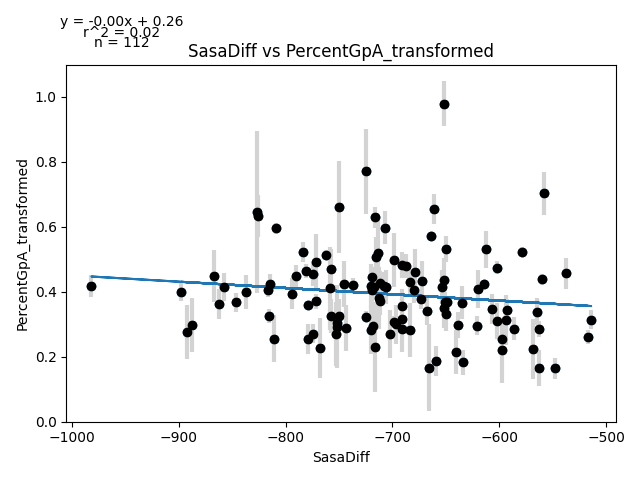 y = -0.00x + 0.26
r^2 = 0.02
n = 112
SasaDiff vs PercentGpA_transformed
1.0
0.8
0.6
0.4
0.2
0.0
PercentGpA_transformed
−1000 −900 −800 −700 −600 −500
SasaDiff